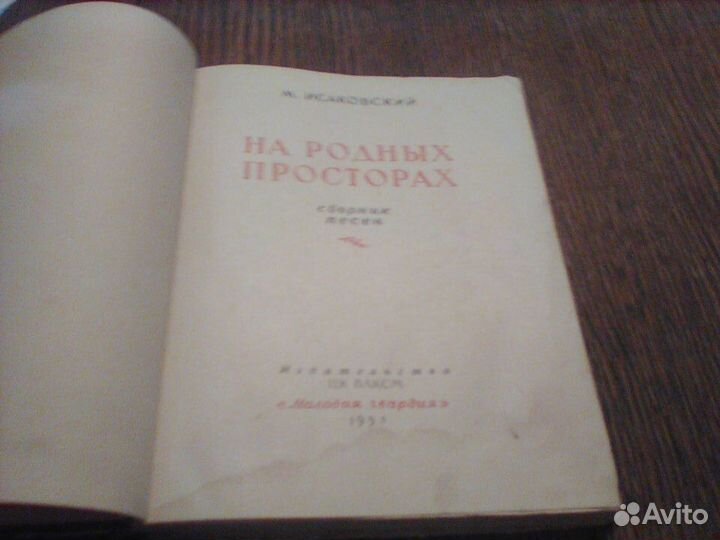 М. ИСАКОВСКИЙ
НА РОДНЫХ
ПРОСТОРАХ
сборник
песен
Издательство
ЦК ВЛКСМ
«Молодая гвардия»
Avito